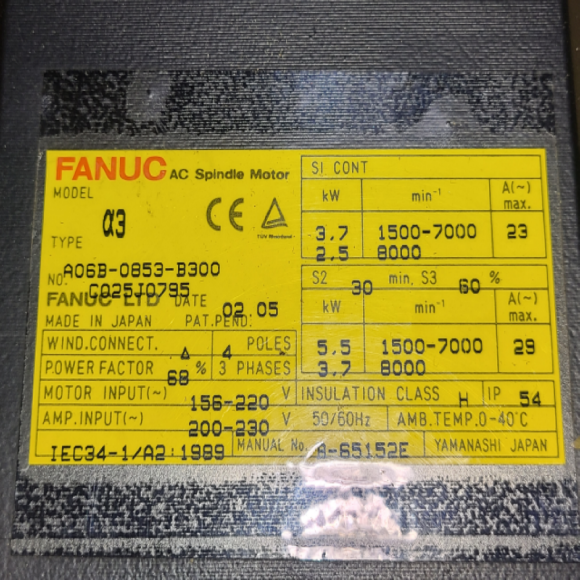 FANUC AC Spindle Motor
MODEL α3
TYPE A06B-0853-B300
NO. C025J0795
FANUC LTD DATE 02.05
MADE IN JAPAN PAT.PEND.
CE TÜV Rheinland
WIND.CONNECT. Δ 4 POLES
POWER FACTOR 68 % 3 PHASES
MOTOR INPUT(~) 156-220 V
AMP.INPUT(~) 200-230 V
IEC34-1/A2:1989
S1 CONT
kW min⁻¹ A(~) max.
3,7 1500-7000 23
2,5 8000
S2 30 min, S3 60 %
kW min⁻¹ A(~) max.
5,5 1500-7000 29
3,7 8000
INSULATION CLASS H IP 54
50/60Hz AMB.TEMP.0-40℃
MANUAL No. B-65152E YAMANASHI JAPAN